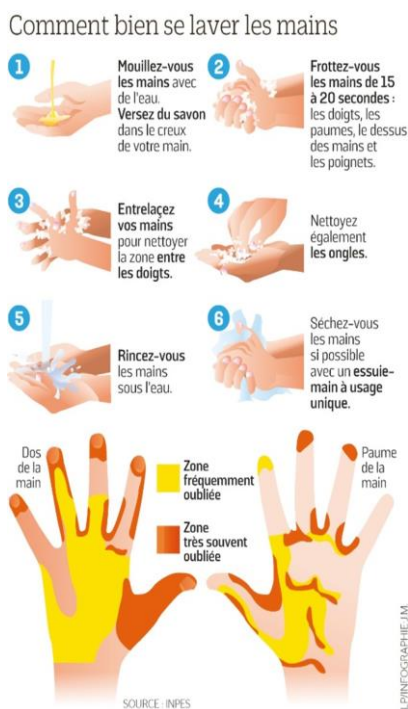 Comment bien se laver les mains
1
Mouillez-vous
les mains avec
de l'eau.
Versez du savon
dans le creux
de votre main.
2
Frottez-vous
les mains de 15
à 20 secondes :
les doigts, les
paumes, le dessus
des mains et
les poignets.
3
Entrelaçez
vos mains
pour nettoyer
la zone entre
les doigts.
4
Nettoyez
également
les ongles.
5
Rincez-vous
les mains
sous l'eau.
6
Séchez-vous
les mains
si possible
avec un essuie-
main à usage
unique.
Dos
de la
main
Zone
fréquemment
oubliée
Zone
très souvent
oubliée
Paume
de la
main
SOURCE : INPES
LP/INFOGRAPHIE J.M.